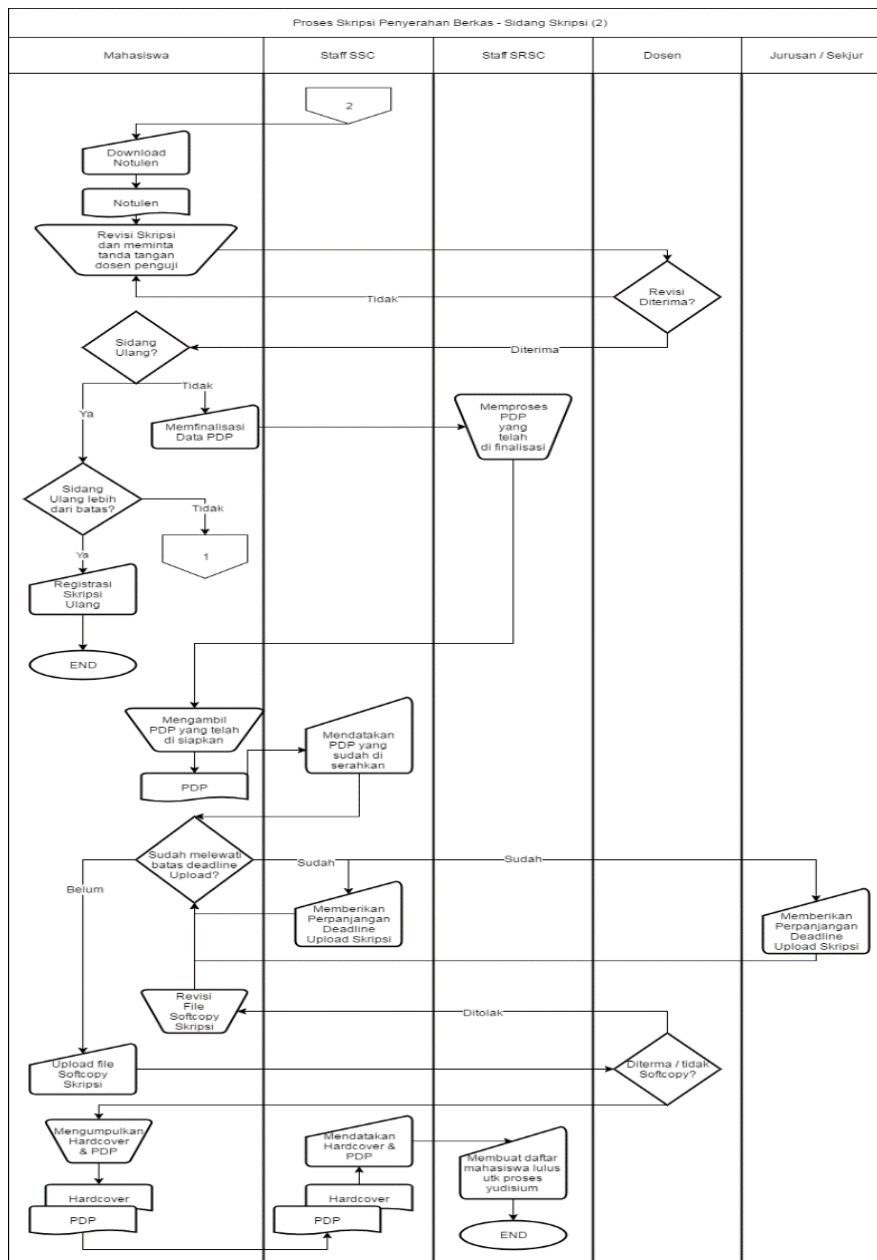 Proses Skripsi Penyerahan Berkas - Sidang Skripsi (2)
Mahasiswa
Staff SSC
Staff SRSC
Dosen
Jurusan / Sekjur
2
Download
Notulen
Notulen
Revisi Skripsi
dan meminta
tanda tangan
dosen penguji
Revisi
Diterima?
Tidak
Diterima
Sidang
Ulang?
Tidak
Ya
Memfinalisasi
Data PDP
Memproses
PDP
yang
telah
di finalisasi
Sidang
Ulang lebih
dari batas?
Tidak
1
Ya
Registrasi
Skripsi
Ulang
END
Mengambil
PDP yang telah
di siapkan
PDP
Mendatakan
PDP yang
sudah di
serahkan
Sudah melewati
batas deadline
Upload?
Sudah
Sudah
Belum
Memberikan
Perpanjangan
Deadline
Upload Skripsi
Memberikan
Perpanjangan
Deadline
Upload Skripsi
Revisi
File
Softcopy
Skripsi
Ditolak
Upload file
Softcopy
Skripsi
Diterma / tidak
Softcopy?
Mengumpulkan
Hardcover
& PDP
Hardcover
PDP
Mendatakan
Hardcover &
PDP
Hardcover
PDP
Membuat daftar
mahasiswa lulus
utk proses
yudisium
END